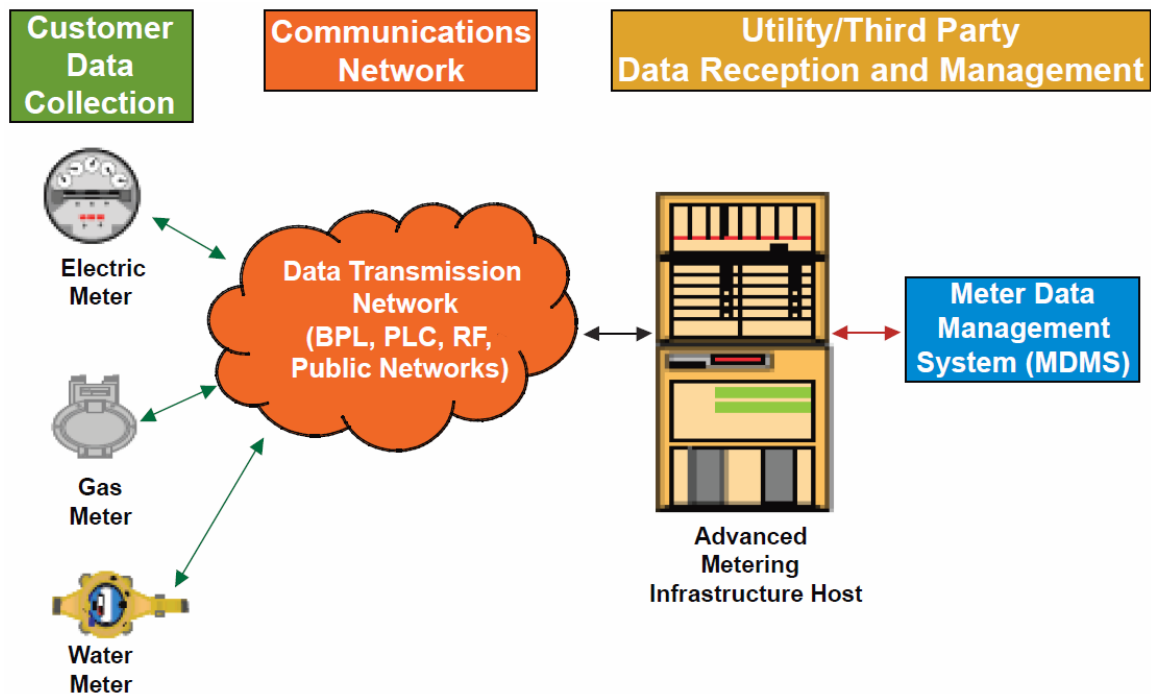 Customer
Data
Collection
Communications
Network
Utility/Third Party
Data Reception and Management
Electric
Meter
Gas
Meter
Water
Meter
Data Transmission
Network
(BPL, PLC, RF,
Public Networks)
Advanced
Metering
Infrastructure Host
Meter Data
Management
System (MDMS)